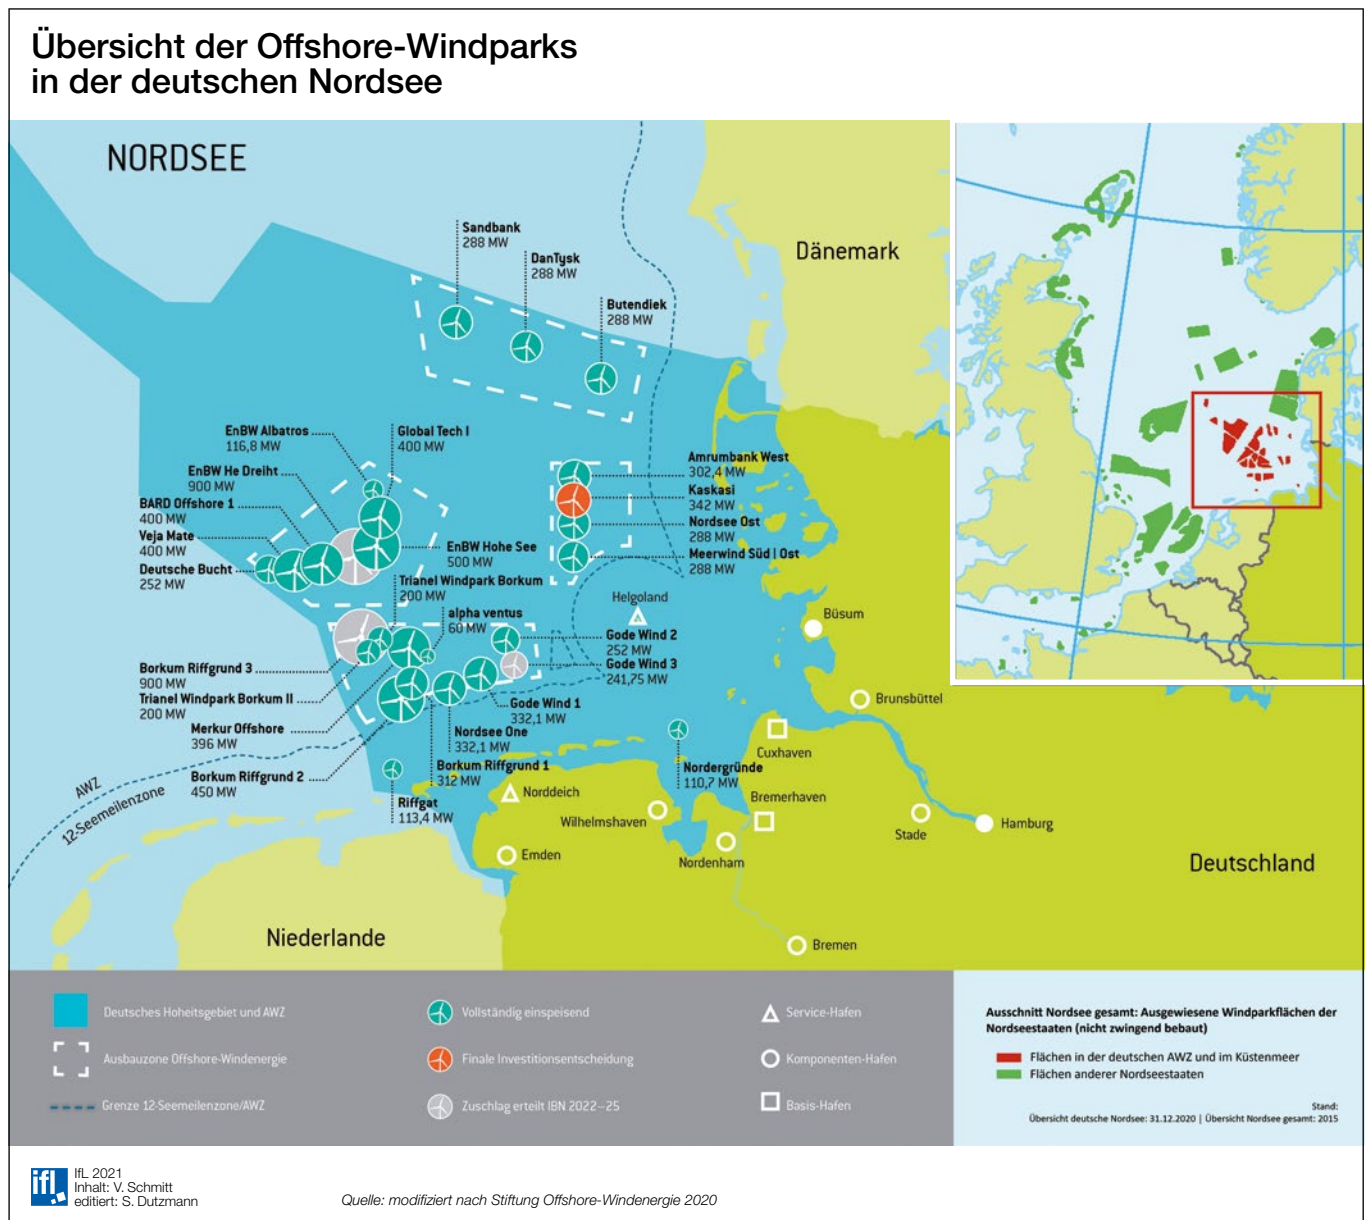 Übersicht der Offshore-Windparks
in der deutschen Nordsee
NORDSEE
Dänemark
Sandbank
288 MW
DanTysk
288 MW
Butendiek
288 MW
EnBW Albatros
116,8 MW
Global Tech I
400 MW
EnBW He Dreiht
900 MW
BARD Offshore 1
400 MW
Veja Mate
400 MW
Deutsche Bucht
252 MW
EnBW Hohe See
500 MW
Amrumbank West
302,4 MW
Kaskasi
342 MW
Nordsee Ost
288 MW
Meerwind Süd | Ost
288 MW
Trianel Windpark Borkum
200 MW
alpha ventus
60 MW
Helgoland
Büsum
Gode Wind 2
252 MW
Gode Wind 3
241,75 MW
Borkum Riffgrund 3
900 MW
Trianel Windpark Borkum II
200 MW
Merkur Offshore
396 MW
Borkum Riffgrund 2
450 MW
Gode Wind 1
332,1 MW
Nordsee One
332,1 MW
Borkum Riffgrund 1
312 MW
Riffgat
113,4 MW
Nordergründe
110,7 MW
Brunsbüttel
Cuxhaven
Bremerhaven
Norddeich
Wilhelmshaven
Emden
Nordenham
Stade
Hamburg
Bremen
AWZ
12-Seemeilenzone
Niederlande
Deutschland
Deutsches Hoheitsgebiet und AWZ
Ausbauzone Offshore-Windenergie
Grenze 12-Seemeilenzone/AWZ
Vollständig einspeisend
Finale Investitionsentscheidung
Zuschlag erteilt IBN 2022–25
Service-Hafen
Komponenten-Hafen
Basis-Hafen
Ausschnitt Nordsee gesamt: Ausgewiesene Windparkflächen der
Nordseestaaten (nicht zwingend bebaut)
Flächen in der deutschen AWZ und im Küstenmeer
Flächen anderer Nordseestaaten
Stand:
Übersicht deutsche Nordsee: 31.12.2020 | Übersicht Nordsee gesamt: 2015
ifl
IfL 2021
Inhalt: V. Schmitt
editiert: S. Dutzmann
Quelle: modifiziert nach Stiftung Offshore-Windenergie 2020